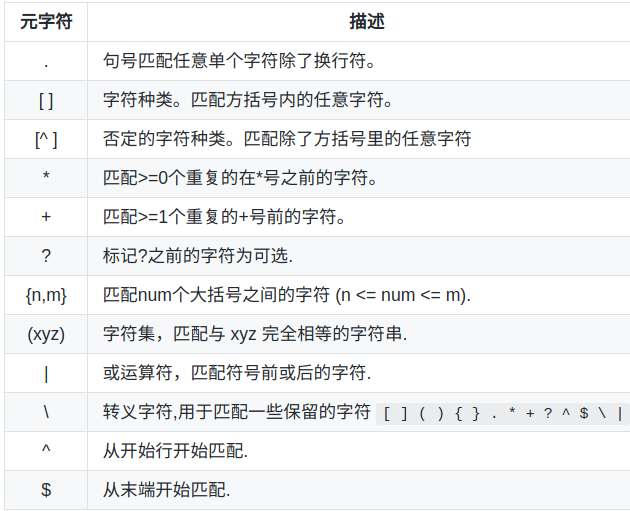 元字符 描述
. 句号匹配任意单个字符除了换行符。
[ ] 字符种类。匹配方括号内的任意字符。
[^ ] 否定的字符种类。匹配除了方括号里的任意字符
* 匹配>=0个重复的在*号之前的字符。
+ 匹配>=1个重复的+号前的字符。
? 标记?之前的字符为可选.
{n,m} 匹配num个大括号之间的字符 (n <= num <= m).
(xyz) 字符集，匹配与 xyz 完全相等的字符串.
| 或运算符，匹配符号前或后的字符.
\ 转义字符,用于匹配一些保留的字符 [ ] ( ) { } . * + ? ^ $ \ |
^ 从开始行开始匹配.
$ 从末端开始匹配.